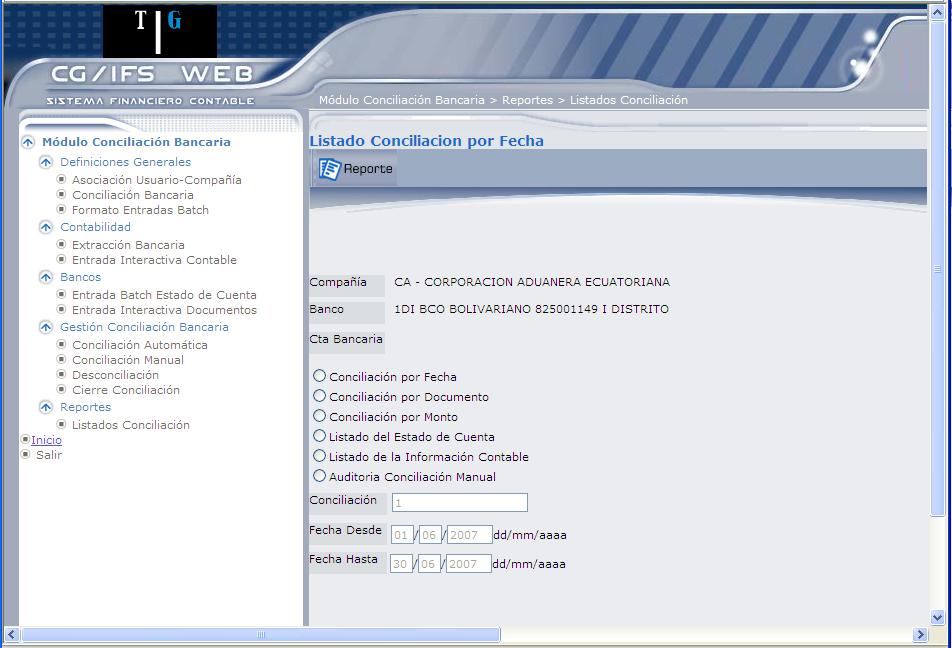 T G
CG/IFS WEB
SISTEMA FINANCIERO CONTABLE
Módulo Conciliación Bancaria > Reportes > Listados Conciliación
Módulo Conciliación Bancaria
Definiciones Generales
Asociación Usuario-Compañía
Conciliación Bancaria
Formato Entradas Batch
Contabilidad
Extracción Bancaria
Entrada Interactiva Contable
Bancos
Entrada Batch Estado de Cuenta
Entrada Interactiva Documentos
Gestión Conciliación Bancaria
Conciliación Automática
Conciliación Manual
Desconciliación
Cierre Conciliación
Reportes
Listados Conciliación
Inicio
Salir
Listado Conciliacion por Fecha
Reporte
Compañía CA - CORPORACION ADUANERA ECUATORIANA
Banco 1DI BCO BOLIVARIANO 825001149 I DISTRITO
Cta Bancaria
Conciliación por Fecha
Conciliación por Documento
Conciliación por Monto
Listado del Estado de Cuenta
Listado de la Información Contable
Auditoria Conciliación Manual
Conciliación 1
Fecha Desde 01/06/2007 dd/mm/aaaa
Fecha Hasta 30/06/2007 dd/mm/aaaa